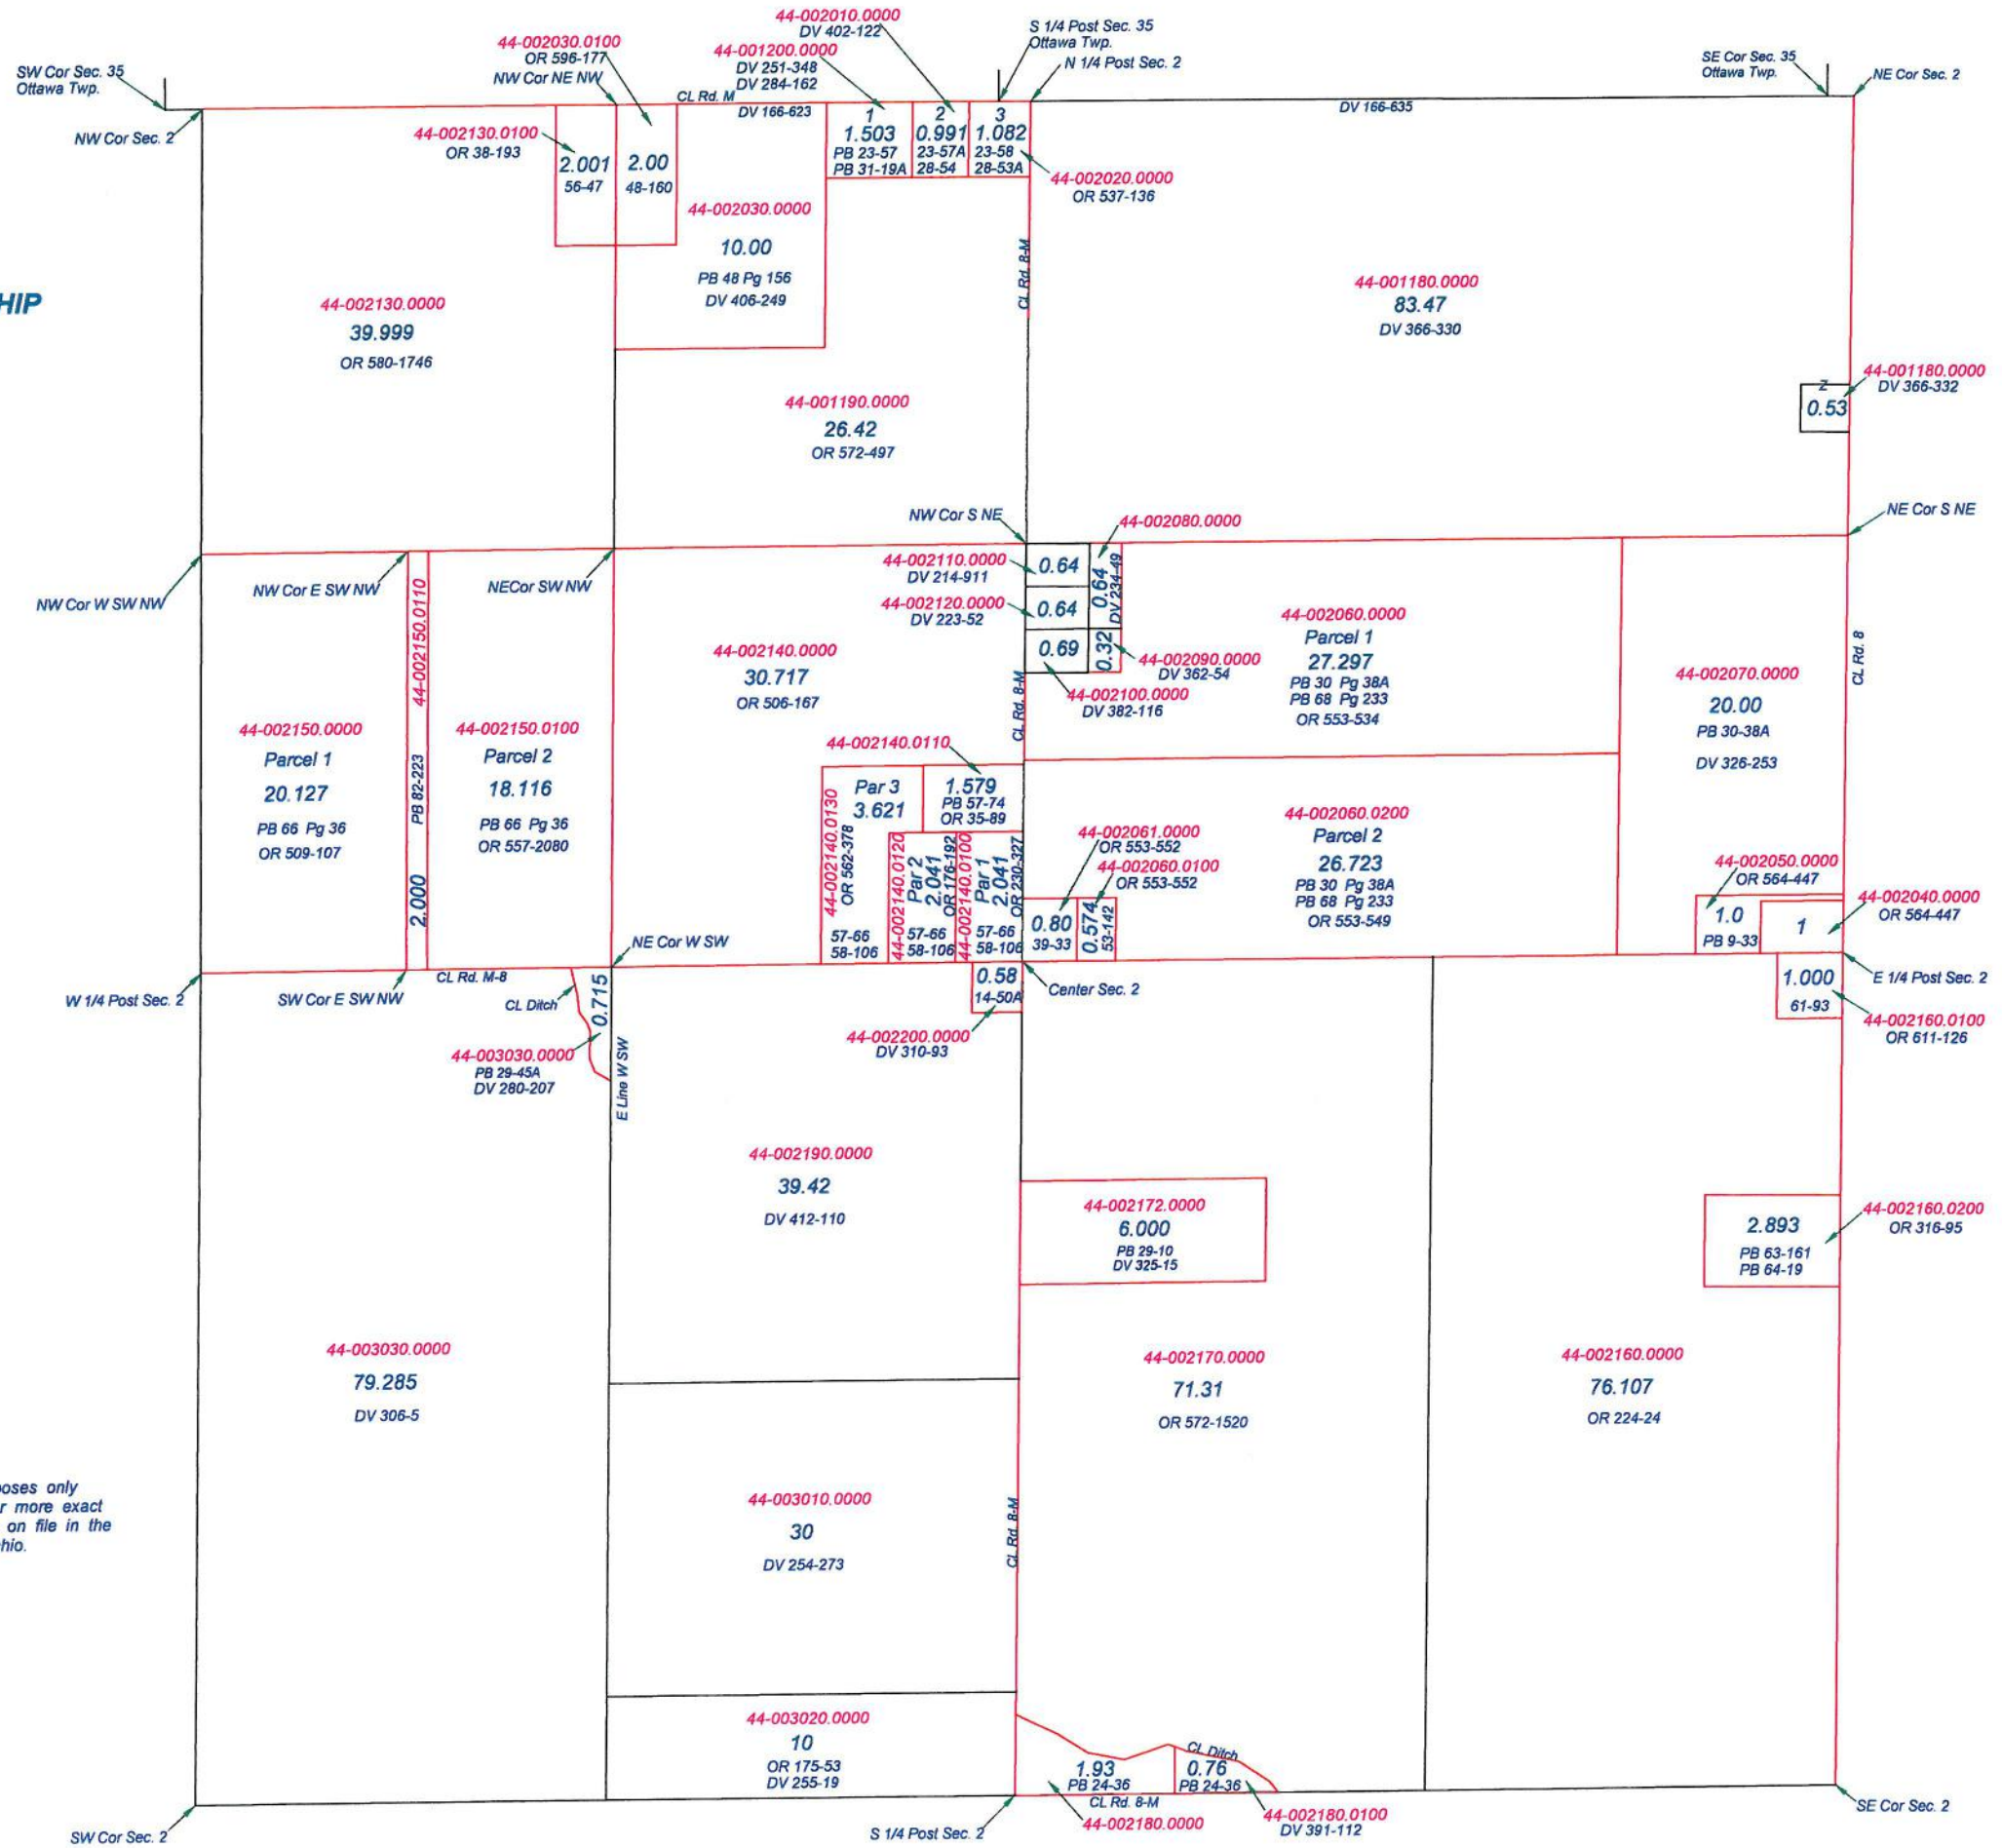 44-002010.0000
DV 402-122
44-002030.0100
OR 596-177
NW Cor NE NW
44-001200.0000
DV 251-348
DV 284-162
S 1/4 Post Sec. 35
Ottawa Twp.
N 1/4 Post Sec. 2
SW Cor Sec. 35
Ottawa Twp.
SE Cor Sec. 35
Ottawa Twp.
NE Cor Sec. 2
NW Cor Sec. 2
CL Rd. M
DV 166-623
DV 166-635
44-002130.0100
OR 38-193
2.001
56-47
2.00
48-160
1
1.503
PB 23-57
PB 31-19A
2
0.991
23-57A
28-54
3
1.082
23-58
28-53A
44-002020.0000
OR 537-136
44-002030.0000
10.00
PB 48 Pg 156
DV 406-249
CL Rd. 8-M
HIP
44-002130.0000
39.999
OR 580-1746
44-001180.0000
83.47
DV 366-330
44-001180.0000
DV 366-332
Z
0.53
44-001190.0000
26.42
OR 572-497
NW Cor S NE
NE Cor S NE
44-002080.0000
NW Cor W SW NW
NW Cor E SW NW
NECor SW NW
44-002110.0000
DV 214-911
0.64
0.64
DV 234-49
44-002120.0000
DV 223-52
0.64
0.69
0.32
44-002090.0000
DV 362-54
44-002100.0000
DV 382-116
44-002060.0000
Parcel 1
27.297
PB 30 Pg 38A
PB 68 Pg 233
OR 553-534
44-002070.0000
20.00
PB 30-38A
DV 326-253
CL Rd. 8
44-002140.0000
30.717
OR 506-167
CL Rd. 8-M
44-002150.0000
Parcel 1
20.127
PB 66 Pg 36
OR 509-107
44-002150.0110
PB 82-223
2.000
44-002150.0100
Parcel 2
18.116
PB 66 Pg 36
OR 557-2080
44-002140.0110
44-002140.0130
OR 562-378
Par 3
3.621
57-66
58-106
1.579
PB 57-74
OR 35-89
44-002140.0120
Par 2
2.041
OR 176-192
57-66
58-106
44-002140.0100
Par 1
2.041
OR 230-327
57-66
58-106
44-002061.0000
OR 553-552
44-002060.0100
OR 553-552
0.80
39-33
0.574
53-142
44-002060.0200
Parcel 2
26.723
PB 30 Pg 38A
PB 68 Pg 233
OR 553-549
44-002050.0000
OR 564-447
1.0
PB 9-33
1
44-002040.0000
OR 564-447
NE Cor W SW
W 1/4 Post Sec. 2
SW Cor E SW NW
CL Rd. M-8
CL Ditch
0.715
44-003030.0000
PB 29-45A
DV 280-207
E Line W SW
0.58
14-50A
44-002200.0000
DV 310-93
Center Sec. 2
E 1/4 Post Sec. 2
1.000
61-93
44-002160.0100
OR 611-126
44-002190.0000
39.42
DV 412-110
44-002172.0000
6.000
PB 29-10
DV 325-15
2.893
PB 63-161
PB 64-19
44-002160.0200
OR 316-95
44-003030.0000
79.285
DV 306-5
44-002170.0000
71.31
OR 572-1520
44-002160.0000
76.107
OR 224-24
oses only
r more exact
on file in the
hio.
44-003010.0000
30
DV 254-273
CL Rd. 8-M
44-003020.0000
10
OR 175-53
DV 255-19
1.93
PB 24-36
CL Ditch
0.76
PB 24-36
CL Rd. 8-M
44-002180.0000
44-002180.0100
DV 391-112
SW Cor Sec. 2
S 1/4 Post Sec. 2
SE Cor Sec. 2